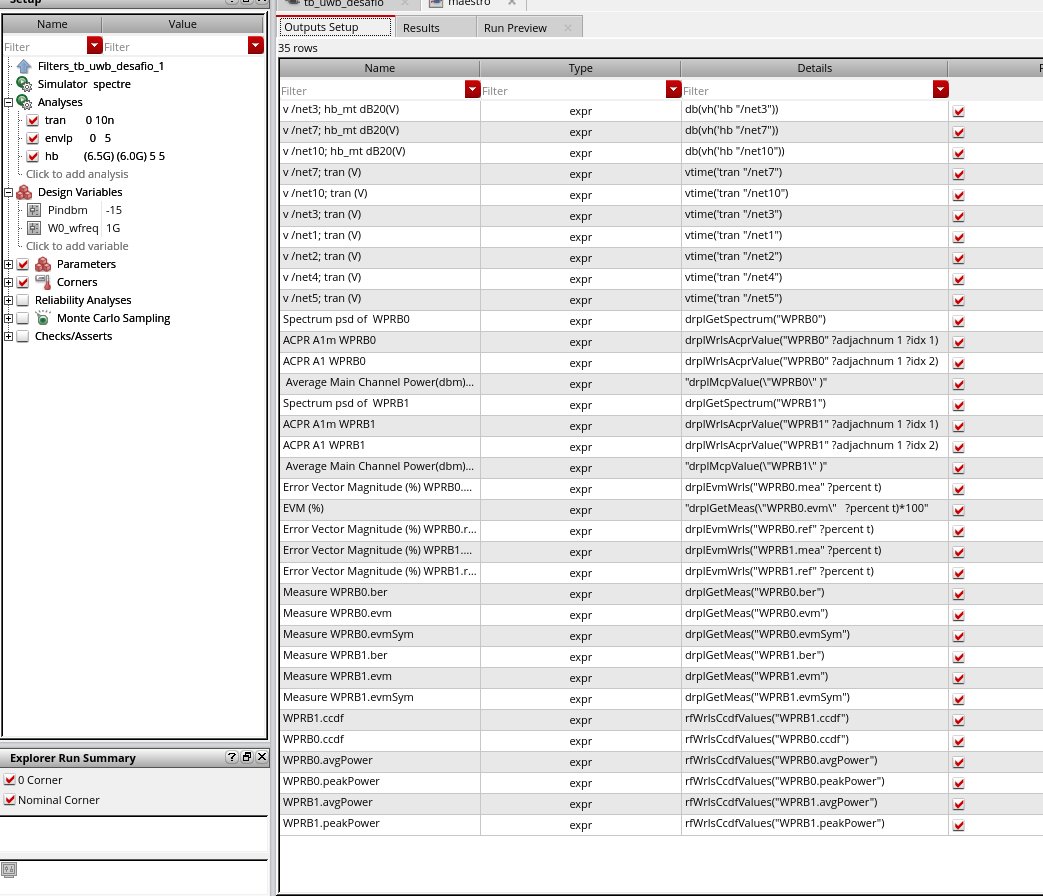 Setup
Name Value
Filter Filter
Filters_tb_uwb_desafio_1
Simulator spectre
Analyses
tran 0 10n
envlp 0 5
hb (6.5G) (6.0G) 5 5
Click to add analysis
Design Variables
Pindbm -15
W0_wfreq 1G
Click to add variable
Parameters
Corners
Reliability Analyses
Monte Carlo Sampling
Checks/Asserts
Explorer Run Summary
0 Corner
Nominal Corner
tb_uwb_desafio maestro
Outputs Setup Results Run Preview
35 rows
Name Type Details
Filter Filter Filter
v /net3; hb_mt dB20(V) expr db(vh('hb "/net3"))
v /net7; hb_mt dB20(V) expr db(vh('hb "/net7"))
v /net10; hb_mt dB20(V) expr db(vh('hb "/net10"))
v /net7; tran (V) expr vtime('tran "/net7")
v /net10; tran (V) expr vtime('tran "/net10")
v /net3; tran (V) expr vtime('tran "/net3")
v /net1; tran (V) expr vtime('tran "/net1")
v /net2; tran (V) expr vtime('tran "/net2")
v /net4; tran (V) expr vtime('tran "/net4")
v /net5; tran (V) expr vtime('tran "/net5")
Spectrum psd of WPRB0 expr drplGetSpectrum("WPRB0")
ACPR A1m WPRB0 expr drplWrlsAcprValue("WPRB0" ?adjachnum 1 ?idx 1)
ACPR A1 WPRB0 expr drplWrlsAcprValue("WPRB0" ?adjachnum 1 ?idx 2)
Average Main Channel Power(dbm)... expr "drplMcpValue(\"WPRB0\" )"
Spectrum psd of WPRB1 expr drplGetSpectrum("WPRB1")
ACPR A1m WPRB1 expr drplWrlsAcprValue("WPRB1" ?adjachnum 1 ?idx 1)
ACPR A1 WPRB1 expr drplWrlsAcprValue("WPRB1" ?adjachnum 1 ?idx 2)
Average Main Channel Power(dbm)... expr "drplMcpValue(\"WPRB1\" )"
Error Vector Magnitude (%) WPRB0.... expr drplEvmWrls("WPRB0.mea" ?percent t)
EVM (%) expr "drplGetMeas(\"WPRB0.evm\" ?percent t)*100"
Error Vector Magnitude (%) WPRB0.r... expr drplEvmWrls("WPRB0.ref" ?percent t)
Error Vector Magnitude (%) WPRB1.... expr drplEvmWrls("WPRB1.mea" ?percent t)
Error Vector Magnitude (%) WPRB1.r... expr drplEvmWrls("WPRB1.ref" ?percent t)
Measure WPRB0.ber expr drplGetMeas("WPRB0.ber")
Measure WPRB0.evm expr drplGetMeas("WPRB0.evm")
Measure WPRB0.evmSym expr drplGetMeas("WPRB0.evmSym")
Measure WPRB1.ber expr drplGetMeas("WPRB1.ber")
Measure WPRB1.evm expr drplGetMeas("WPRB1.evm")
Measure WPRB1.evmSym expr drplGetMeas("WPRB1.evmSym")
WPRB1.ccdf expr rfWrlsCcdfValues("WPRB1.ccdf")
WPRB0.ccdf expr rfWrlsCcdfValues("WPRB0.ccdf")
WPRB0.avgPower expr rfWrlsCcdfValues("WPRB0.avgPower")
WPRB0.peakPower expr rfWrlsCcdfValues("WPRB0.peakPower")
WPRB1.avgPower expr rfWrlsCcdfValues("WPRB1.avgPower")
WPRB1.peakPower expr rfWrlsCcdfValues("WPRB1.peakPower")